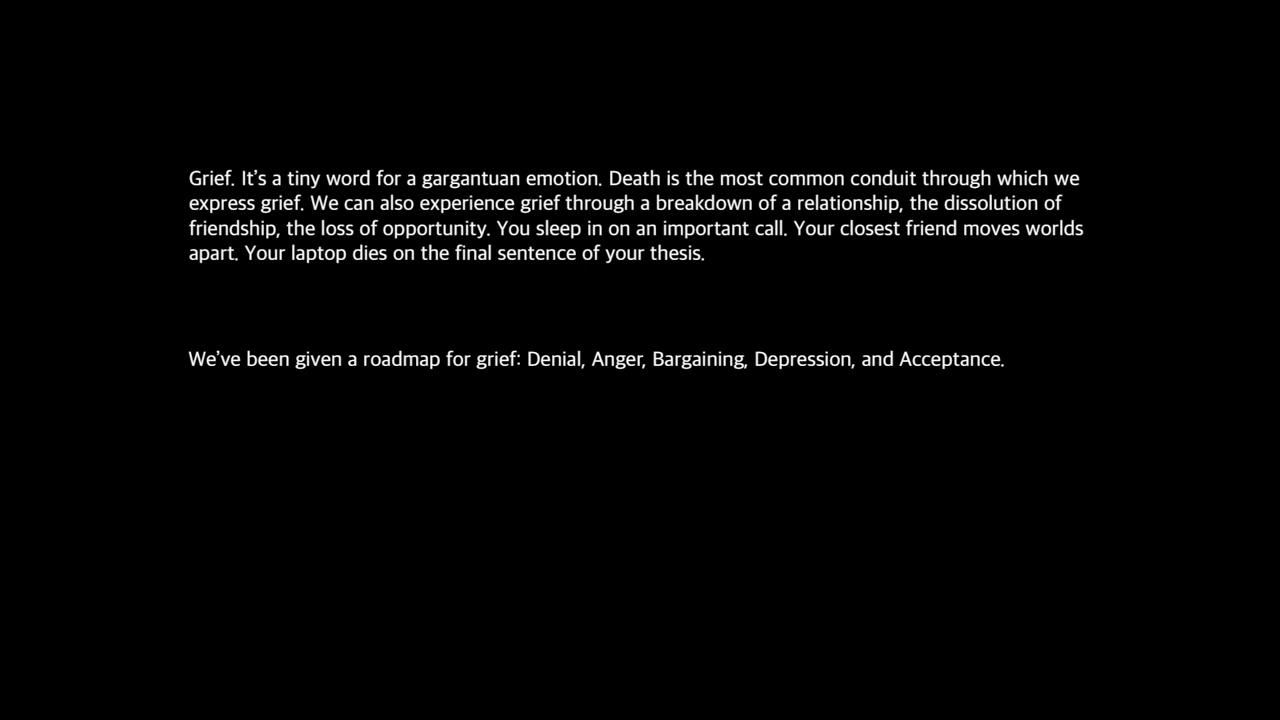 Grief. It’s a tiny word for a gargantuan emotion. Death is the most common conduit through which we
express grief. We can also experience grief through a breakdown of a relationship, the dissolution of
friendship, the loss of opportunity. You sleep in on an important call. Your closest friend moves worlds
apart. Your laptop dies on the final sentence of your thesis.
We’ve been given a roadmap for grief: Denial, Anger, Bargaining, Depression, and Acceptance.